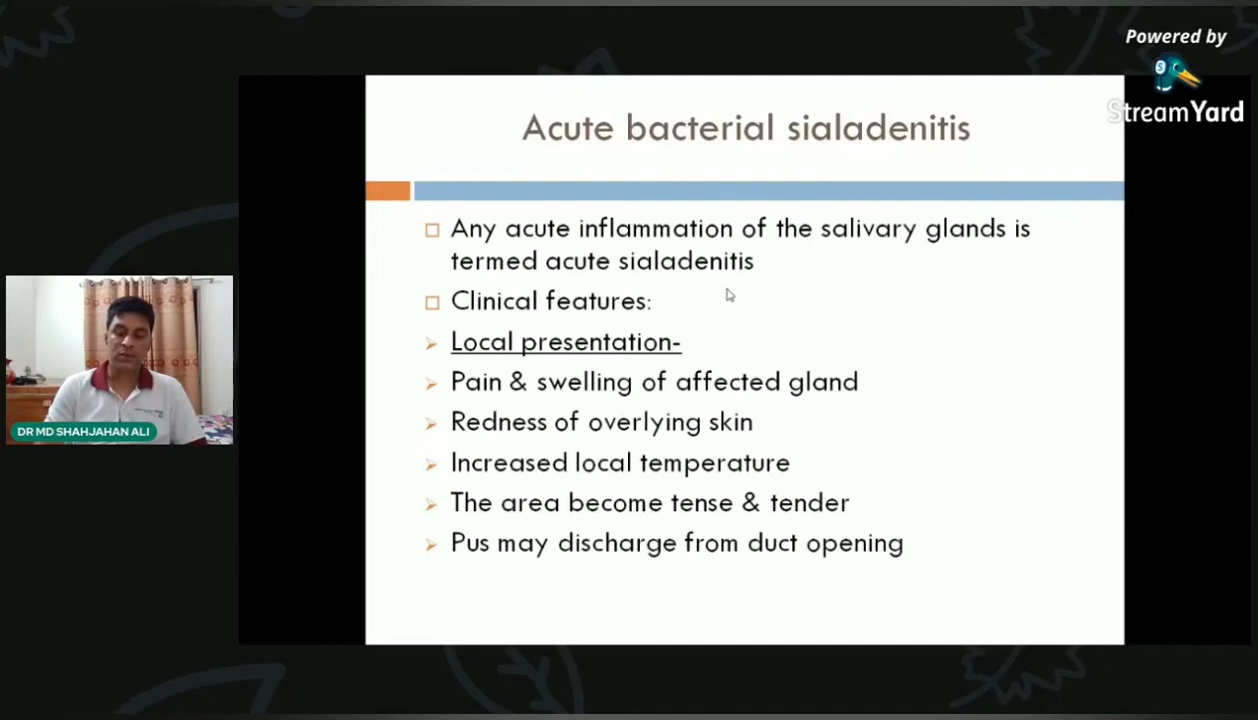 Powered by
StreamYard
Acute bacterial sialadenitis
Any acute inflammation of the salivary glands is
termed acute sialadenitis
Clinical features:
Local presentation-
Pain & swelling of affected gland
Redness of overlying skin
Increased local temperature
The area become tense & tender
Pus may discharge from duct opening
DR MD SHAHJAHAN ALI